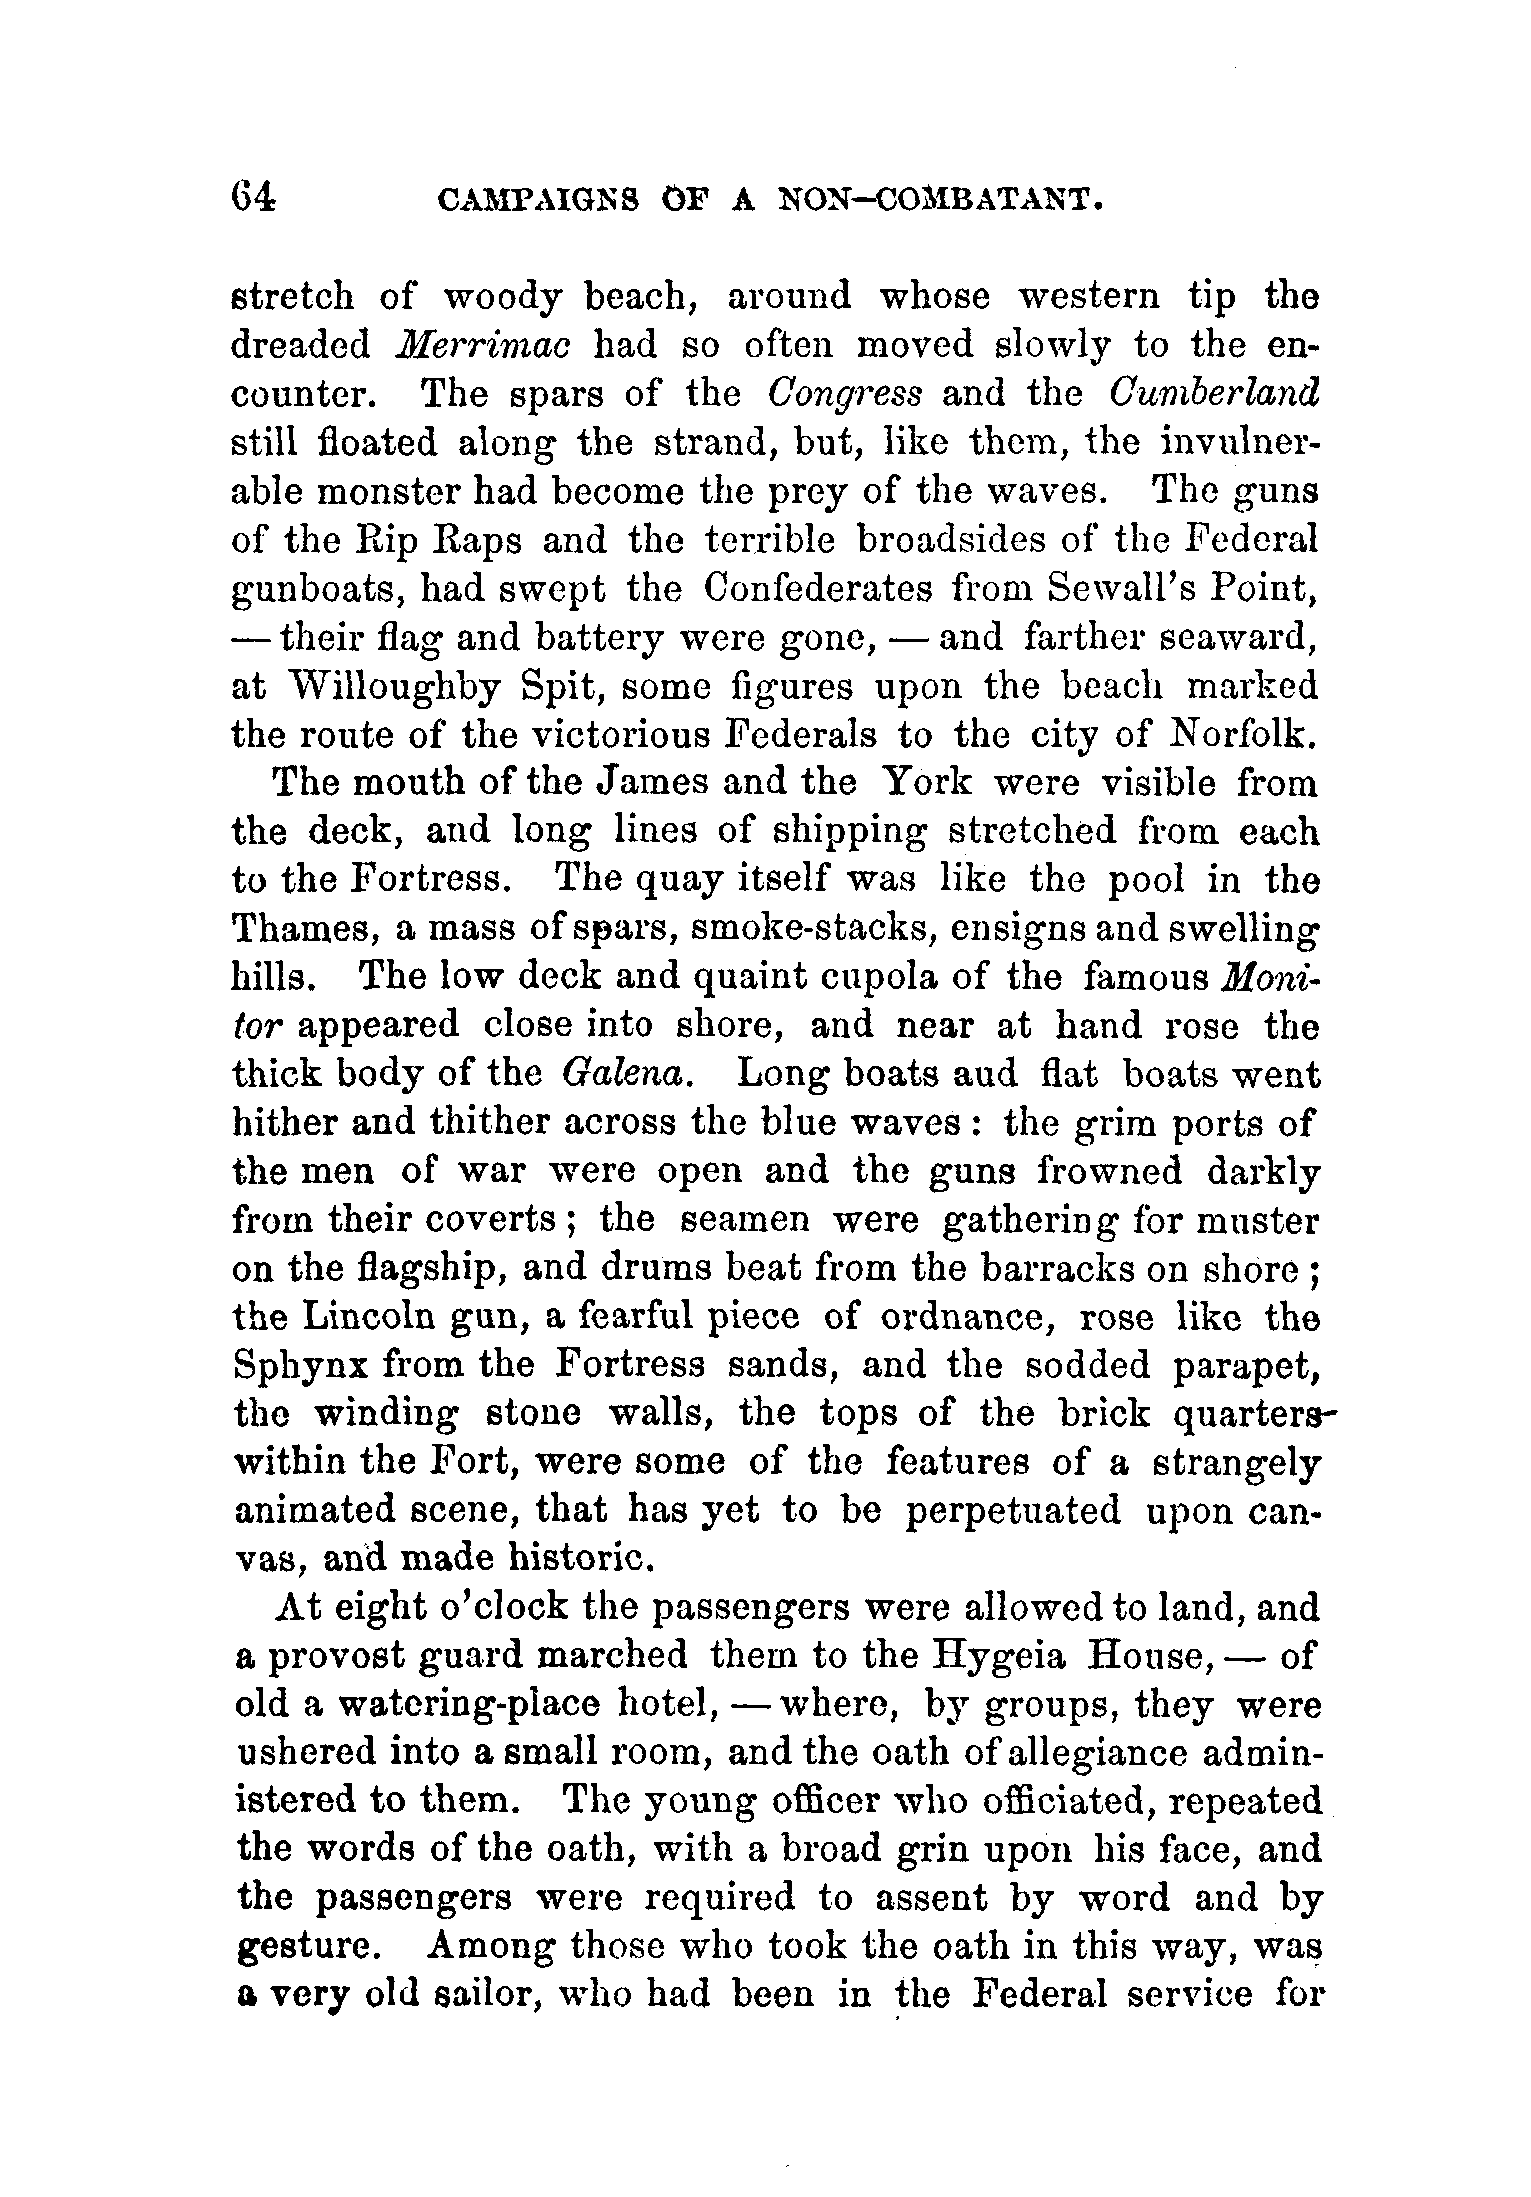 64 CAMPAIGNS OF A NON-COMBATANT.
stretch of woody beach, around whose western tip the
dreaded Merrimac had so often moved slowly to the en-
counter. The spars of the Congress and the Cumberland
still floated along the strand, but, like them, the invulner-
able monster had become the prey of the waves. The guns
of the Rip Raps and the terrible broadsides of the Federal
gunboats, had swept the Confederates from Sewall's Point,
— their flag and battery were gone, — and farther seaward,
at Willoughby Spit, some figures upon the beach marked
the route of the victorious Federals to the city of Norfolk.
The mouth of the James and the York were visible from
the deck, and long lines of shipping stretched from each
to the Fortress. The quay itself was like the pool in the
Thames, a mass of spars, smoke-stacks, ensigns and swelling
hills. The low deck and quaint cupola of the famous Moni-
tor appeared close into shore, and near at hand rose the
thick body of the Galena. Long boats aud flat boats went
hither and thither across the blue waves : the grim ports of
the men of war were open and the guns frowned darkly
from their coverts ; the seamen were gathering for muster
on the flagship, and drums beat from the barracks on shore ;
the Lincoln gun, a fearful piece of ordnance, rose like the
Sphynx from the Fortress sands, and the sodded parapet,
the winding stone walls, the tops of the brick quarters-
within the Fort, were some of the features of a strangely
animated scene, that has yet to be perpetuated upon can-
vas, and made historic.
At eight o'clock the passengers were allowed to land, and
a provost guard marched them to the Hygeia House, — of
old a watering-place hotel, — where, by groups, they were
ushered into a small room, and the oath of allegiance admin-
istered to them. The young officer who officiated, repeated
the words of the oath, with a broad grin upon his face, and
the passengers were required to assent by word and by
gesture. Among those who took the oath in this way, was
a very old sailor, who had been in the Federal service for